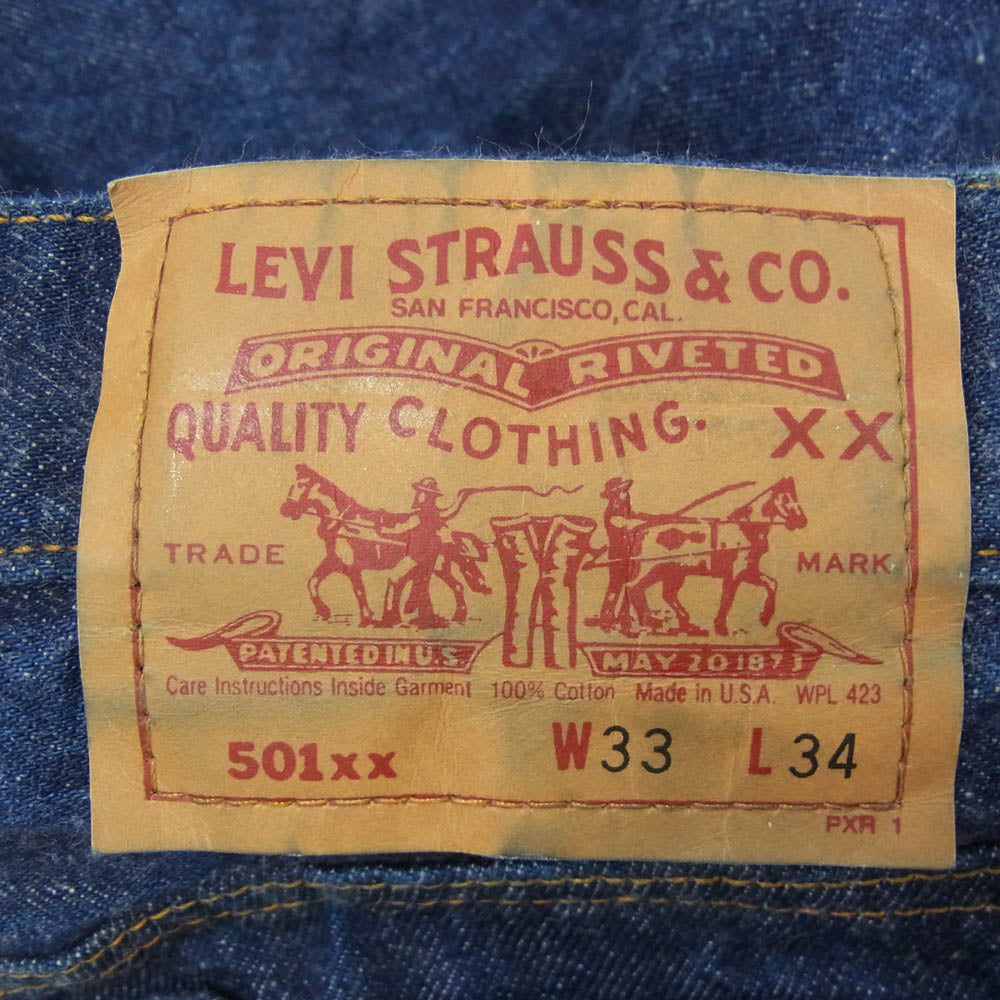 LEVI STRAUSS & CO.
SAN FRANCISCO, CAL.
ORIGINAL RIVETED
QUALITY CLOTHING. XX
TRADE MARK
PATENTED IN U.S. MAY 20 1873
Care Instructions Inside Garment 100% Cotton Made in U.S.A. WPL 423
501xx W33 L34
PXR 1